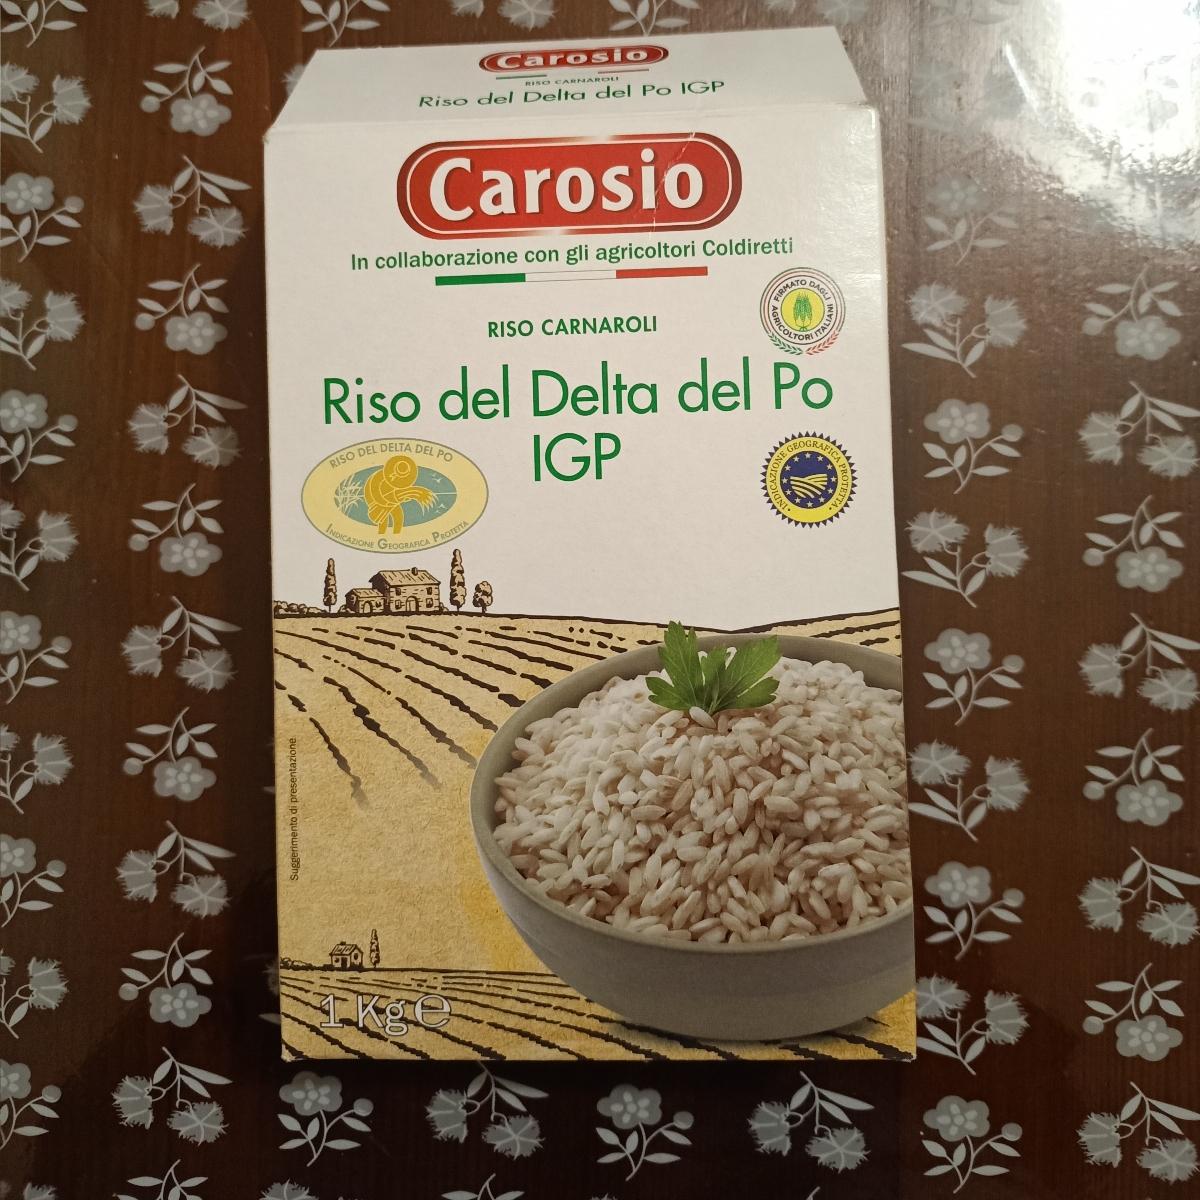 Carosio
RISO CARNAROLI
Riso del Delta del Po IGP
Carosio
In collaborazione con gli agricoltori Coldiretti
FIRMATO DAGLI AGRICOLTORI ITALIANI
RISO CARNAROLI
Riso del Delta del Po
IGP
RISO DEL DELTA DEL PO
INDICAZIONE GEOGRAFICA PROTETTA
INDICAZIONE GEOGRAFICA PROTETTA
Suggerimento di presentazione
1 Kg ℮